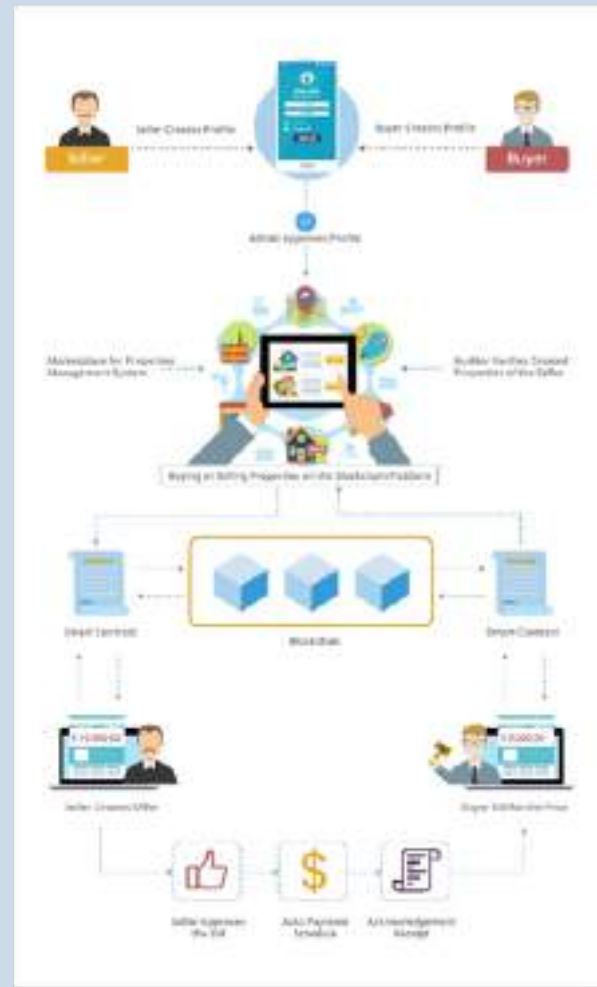 Seller Creates Profile
Buyer Creates Profile
Seller
Buyer
Admin Approves Profile
Marketplace for Properties
Management System
Auditor Verifies Created
Properties of the Seller
Buying or Selling Properties on the Blockchain Platform
Smart Contract
Blockchain
Smart Contract
Seller Creates Offer
Buyer Bid for the Price
Seller Approves
the Bid
Auto Payment
Schedule
Acknowledgement
Receipt